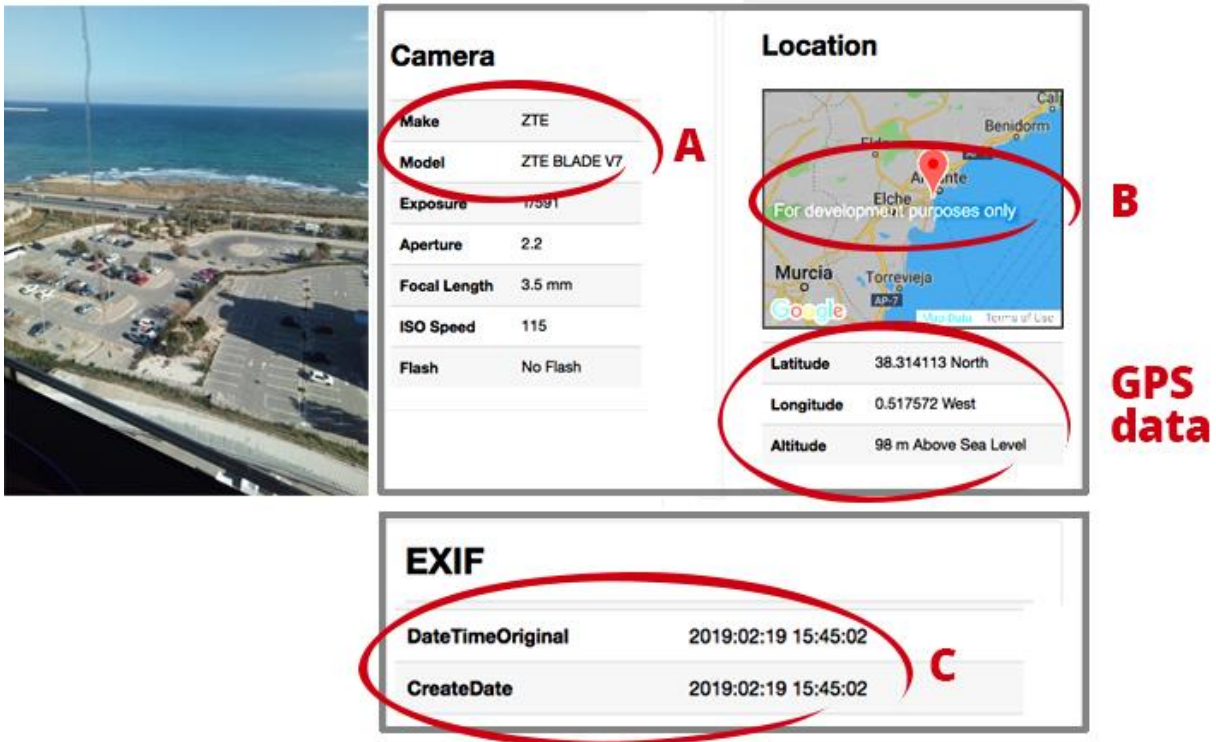 Camera
Make ZTE
Model ZTE BLADE V7
Exposure 1/591
Aperture 2.2
Focal Length 3.5 mm
ISO Speed 115
Flash No Flash
A
Location
Benidorm
Elche
For development purposes only
Murcia
Torrevieja
AP-7
Google
Map Data Terms of Use
B
Latitude 38.314113 North
Longitude 0.517572 West
Altitude 98 m Above Sea Level
GPS
data
EXIF
DateTimeOriginal 2019:02:19 15:45:02
CreateDate 2019:02:19 15:45:02
C